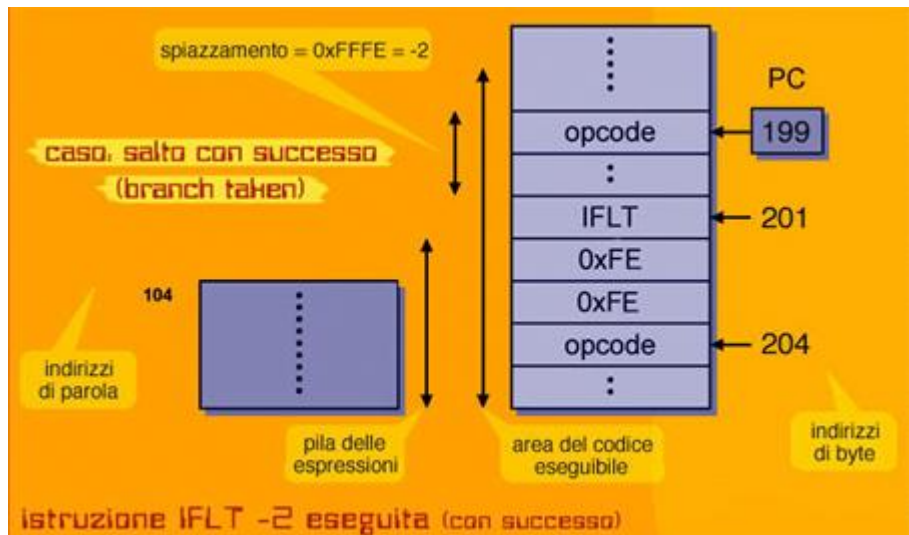 spiazzamento = 0xFFFE = -2
PC
opcode
199
caso: salto con successo
(branch taken)
IFLT
201
0xFE
104
0xFE
opcode
204
indirizzi
di parola
pila delle
espressioni
area del codice
eseguibile
indirizzi
di byte
istruzione IFLT -2 eseguita (con successo)